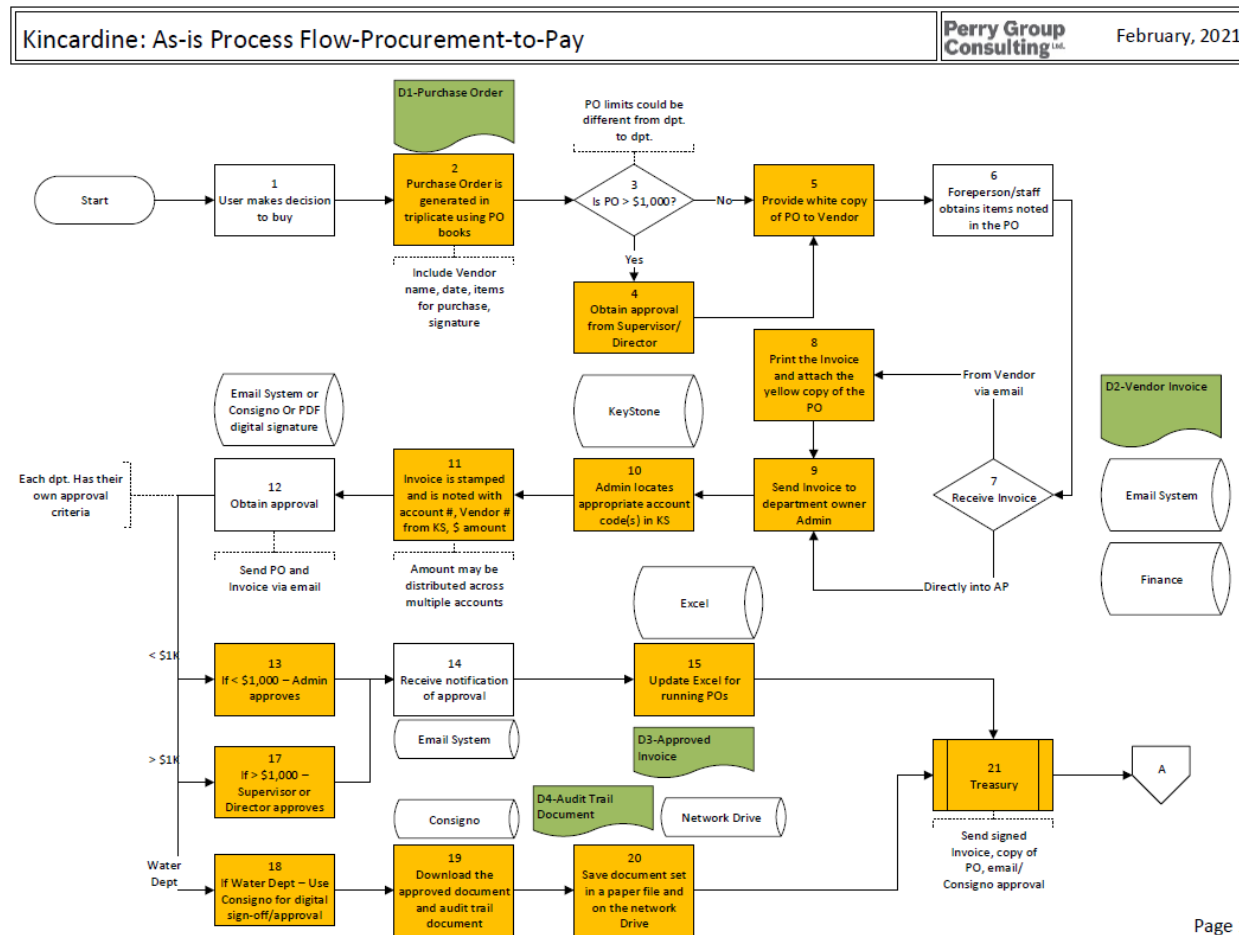 Kincardine: As-is Process Flow-Procurement-to-Pay
Perry Group
Consulting Ltd.
February, 2021
D1-Purchase Order
PO limits could be
different from dpt.
to dpt.
Start
1
User makes decision
to buy
2
Purchase Order is
generated in
triplicate using PO
books
3
Is PO > $1,000?
No
5
Provide white
copy of PO to Vendor
6
Foreperson/staff
obtains items noted
in the PO
Include Vendor
name, date, items
for purchase,
signature
Yes
4
Obtain approval
from Supervisor/
Director
8
Print the Invoice
and attach the
yellow copy of the
PO
From Vendor
via email
D2-Vendor Invoice
Email System or
Consigno Or PDF
digital signature
KeyStone
Each dpt. Has their
own approval
criteria
12
Obtain approval
11
Invoice is stamped
and is noted with
account #, Vendor #
from KS, $ amount
10
Admin locates
appropriate account
code(s) in KS
9
Send Invoice to
department owner
Admin
7
Receive Invoice
Email System
Send PO and
Invoice via email
Amount may be
distributed across
multiple accounts
Directly into AP
Finance
Excel
< $1K
13
If < $1,000 – Admin
approves
14
Receive notification
of approval
15
Update Excel for
running POs
Email System
D3-Approved
Invoice
> $1K
17
If > $1,000 –
Supervisor or
Director approves
21
Treasury
A
Consigno
D4-Audit Trail
Document
Network Drive
Water
Dept
18
If Water Dept – Use
Consigno for digital
sign-off/approval
19
Download the
approved document
and audit trail
document
20
Save document set
in a paper file and
on the network
Drive
Send signed
Invoice, copy of
PO, email/
Consigno approval
Page